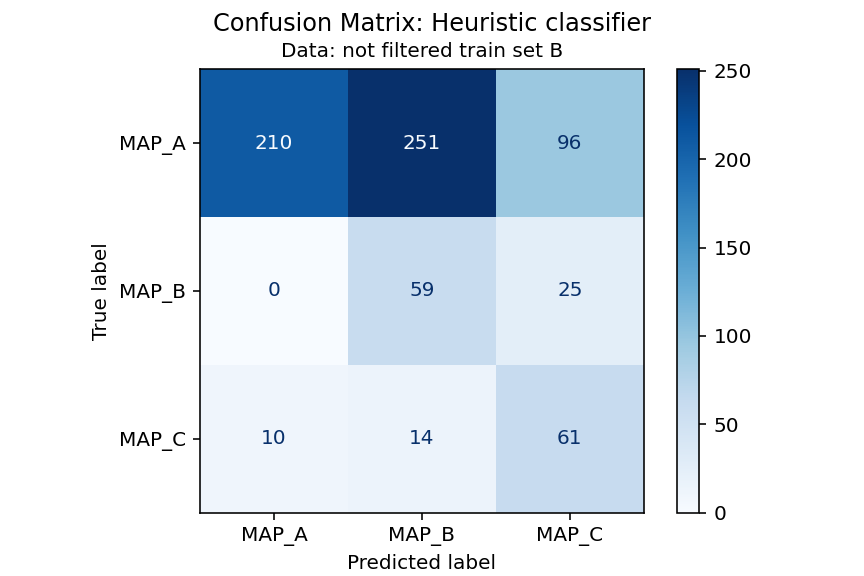 Confusion Matrix: Heuristic classifier
Data: not filtered train set B
MAP_A 210 251 96
MAP_B 0 59 25
MAP_C 10 14 61
MAP_A MAP_B MAP_C
Predicted label
True label
250
200
150
100
50
0